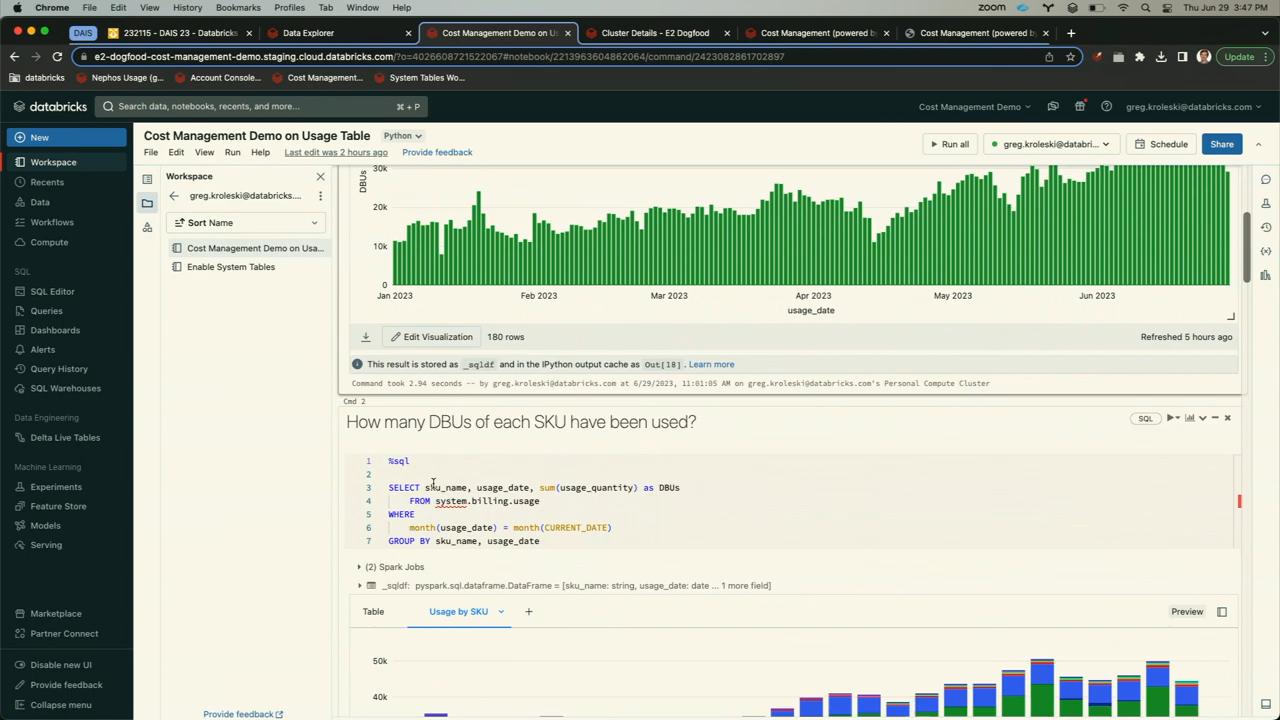 Chrome File Edit View History Bookmarks Profiles Tab Window Help
ZOOM Thu Jun 29 3:47 PM
DAIS 232115 - DAIS 23 - Databricks Data Explorer Cost Management Demo on Us Cluster Details - E2 Dogfood Cost Management (powered by Cost Management (powered by
e2-dogfood-cost-management-demo.staging.cloud.databricks.com/?o=4026608721522067#notebook/2213963604862064/command/2423082861702897
Update
databricks Nephos Usage (g... Account Console... Cost Management... System Tables Wo...
databricks
Search data, notebooks, recents, and more...
⌘ + P
Cost Management Demo
greg.kroleski@databricks.com
New
Workspace
Recents
Data
Workflows
Compute
SQL
SQL Editor
Queries
Dashboards
Alerts
Query History
SQL Warehouses
Data Engineering
Delta Live Tables
Machine Learning
Experiments
Feature Store
Models
Serving
Marketplace
Partner Connect
Disable new UI
Provide feedback
Collapse menu
Cost Management Demo on Usage Table Python
File Edit View Run Help Last edit was 2 hours ago Provide feedback
Run all greg.kroleski@databri... Schedule Share
Workspace
greg.kroleski@databricks....
Sort Name
Cost Management Demo on Usa...
Enable System Tables
Provide feedback
DBUs
30k
20k
10k
0
Jan 2023 Feb 2023 Mar 2023 Apr 2023 May 2023 Jun 2023
usage_date
Edit Visualization 180 rows Refreshed 5 hours ago
This result is stored as _sqldf and in the IPython output cache as Out[18]. Learn more
Command took 2.94 seconds -- by greg.kroleski@databricks.com at 6/29/2023, 11:01:05 AM on greg.kroleski@databricks.com's Personal Compute Cluster
Cmd 2
How many DBUs of each SKU have been used?
SQL
1 %sql
2
3 SELECT sku_name, usage_date, sum(usage_quantity) as DBUs
4 FROM system.billing.usage
5 WHERE
6 month(usage_date) = month(CURRENT_DATE)
7 GROUP BY sku_name, usage_date
(2) Spark Jobs
_sqldf: pyspark.sql.dataframe.DataFrame = [sku_name: string, usage_date: date ... 1 more field]
Table Usage by SKU + Preview
50k
40k